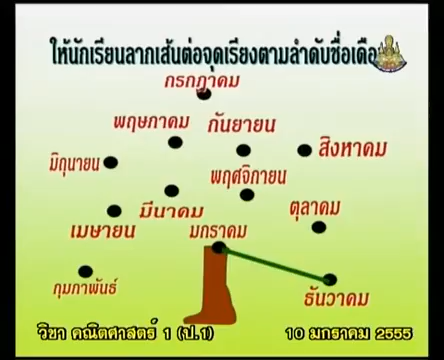 ให้นักเรียนลากเส้นต่อจุดเรียงตามลำดับชื่อเดือ
กรกฎาคม
พฤษภาคม
กันยายน
สิงหาคม
มิถุนายน
พฤศจิกายน
มีนาคม
ตุลาคม
เมษายน
มกราคม
กุมภาพันธ์
ธันวาคม
วิชา คณิตศาสตร์ 1 (ป.1)
10 มกราคม 2555